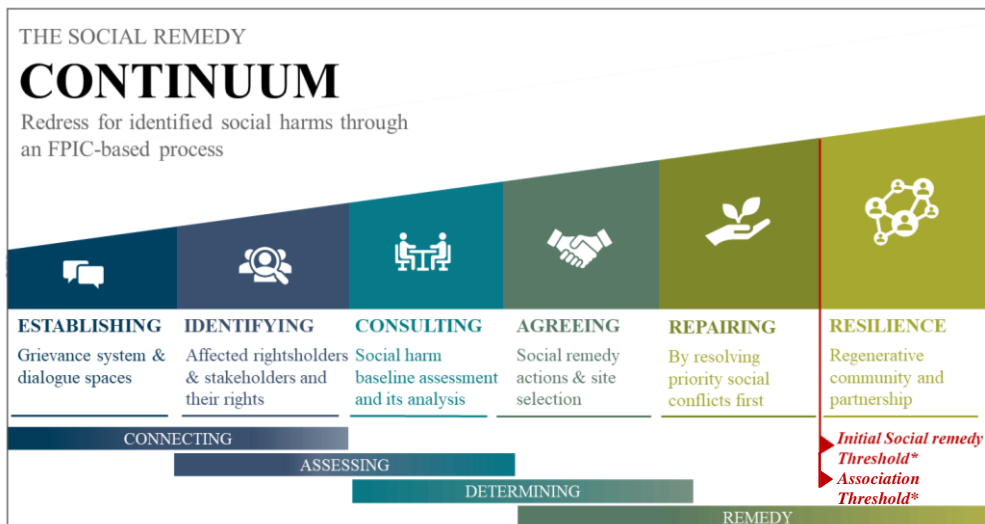 THE SOCIAL REMEDY
CONTINUUM
Redress for identified social harms through
an FPIC-based process
ESTABLISHING
Grievance system &
dialogue spaces
IDENTIFYING
Affected rightsholders
& stakeholders and
their rights
CONSULTING
Social harm
baseline assessment
and its analysis
AGREEING
Social remedy
actions & site
selection
REPAIRING
By resolving
priority social
conflicts first
RESILIENCE
Regenerative
community and
partnership
CONNECTING
ASSESSING
DETERMINING
REMEDY
Initial Social remedy
Threshold*
Association
Threshold*